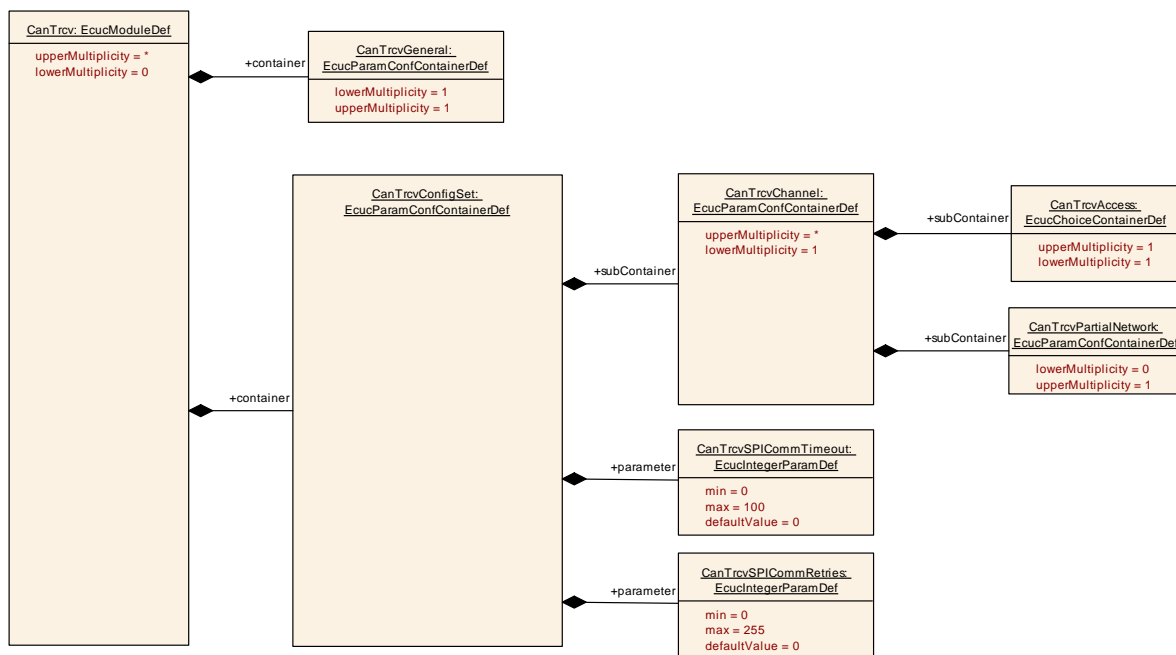 CanTrcv: EcucModuleDef
upperMultiplicity = *
lowerMultiplicity = 0
+container
CanTrcvGeneral:
EcucParamConfContainerDef
lowerMultiplicity = 1
upperMultiplicity = 1
+container
CanTrcvConfigSet:
EcucParamConfContainerDef
+subContainer
CanTrcvChannel:
EcucParamConfContainerDef
upperMultiplicity = *
lowerMultiplicity = 1
+subContainer
CanTrcvAccess:
EcucChoiceContainerDef
upperMultiplicity = 1
lowerMultiplicity = 1
+subContainer
CanTrcvPartialNetwork:
EcucParamConfContainerDef
lowerMultiplicity = 0
upperMultiplicity = 1
+parameter
CanTrcvSPICommTimeout:
EcucIntegerParamDef
min = 0
max = 100
defaultValue = 0
+parameter
CanTrcvSPICommRetries:
EcucIntegerParamDef
min = 0
max = 255
defaultValue = 0